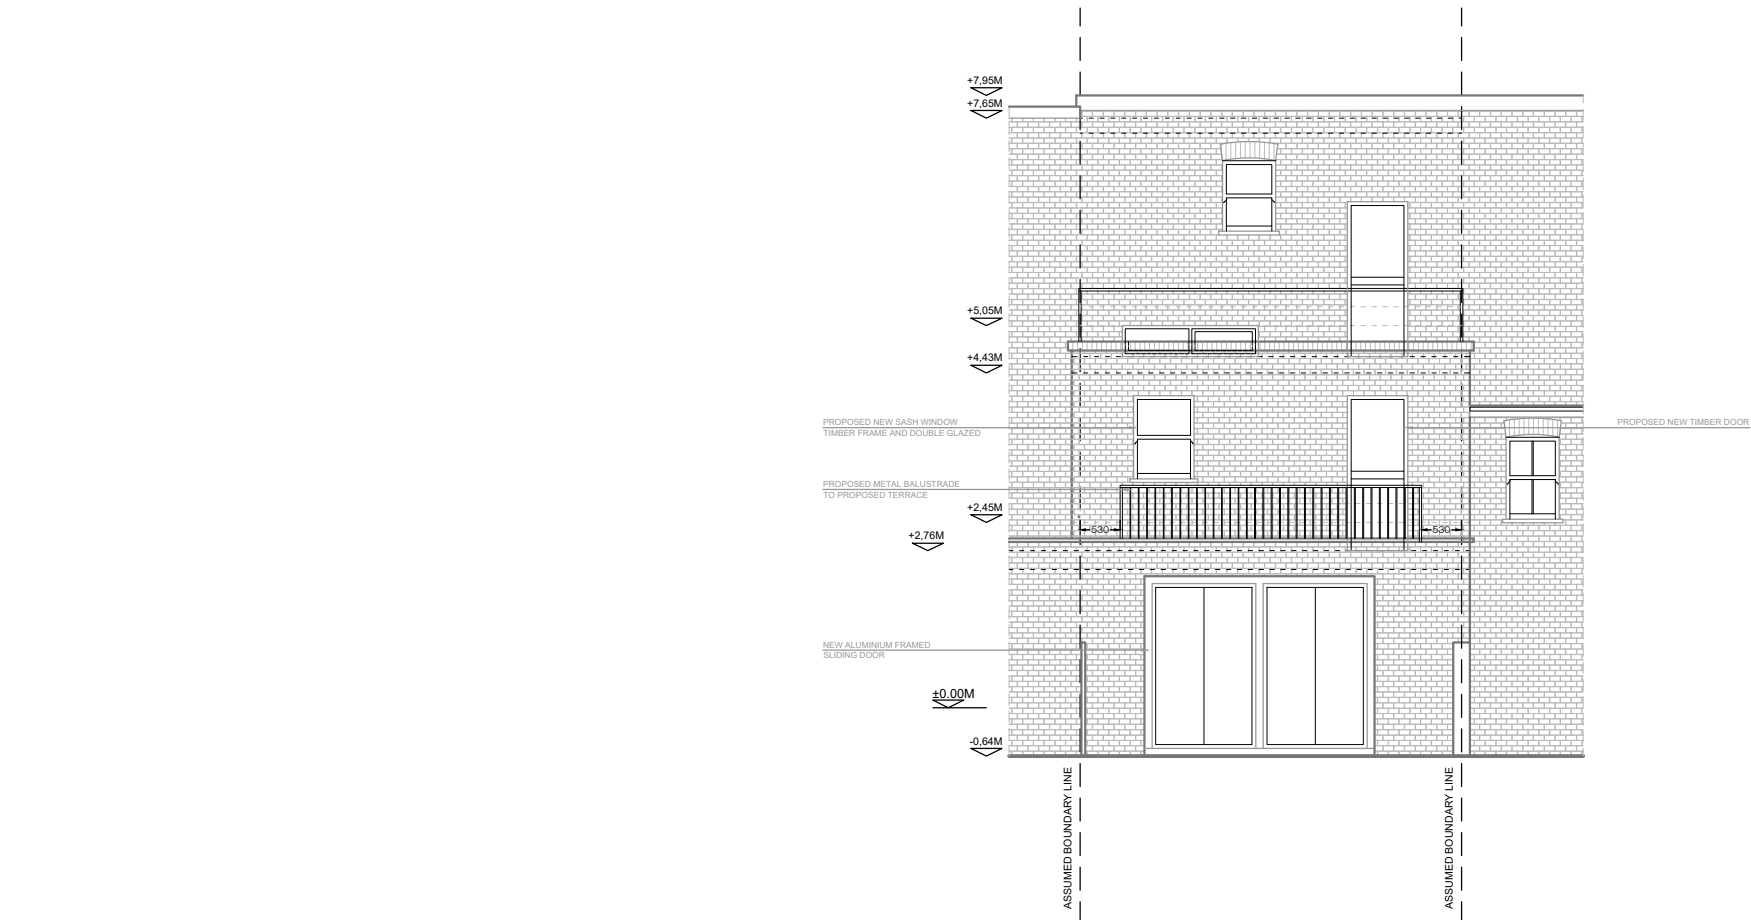 +7,95M
+7,65M
+5,05M
+4,43M
PROPOSED NEW SASH WINDOW
TIMBER FRAME AND DOUBLE GLAZED
PROPOSED NEW TIMBER DOOR
PROPOSED METAL BALUSTRADE
TO PROPOSED TERRACE
+2,45M
530
530
+2,76M
NEW ALUMINIUM FRAMED
SLIDING DOOR
±0.00M
-0,64M
ASSUMED BOUNDARY LINE
ASSUMED BOUNDARY LINE